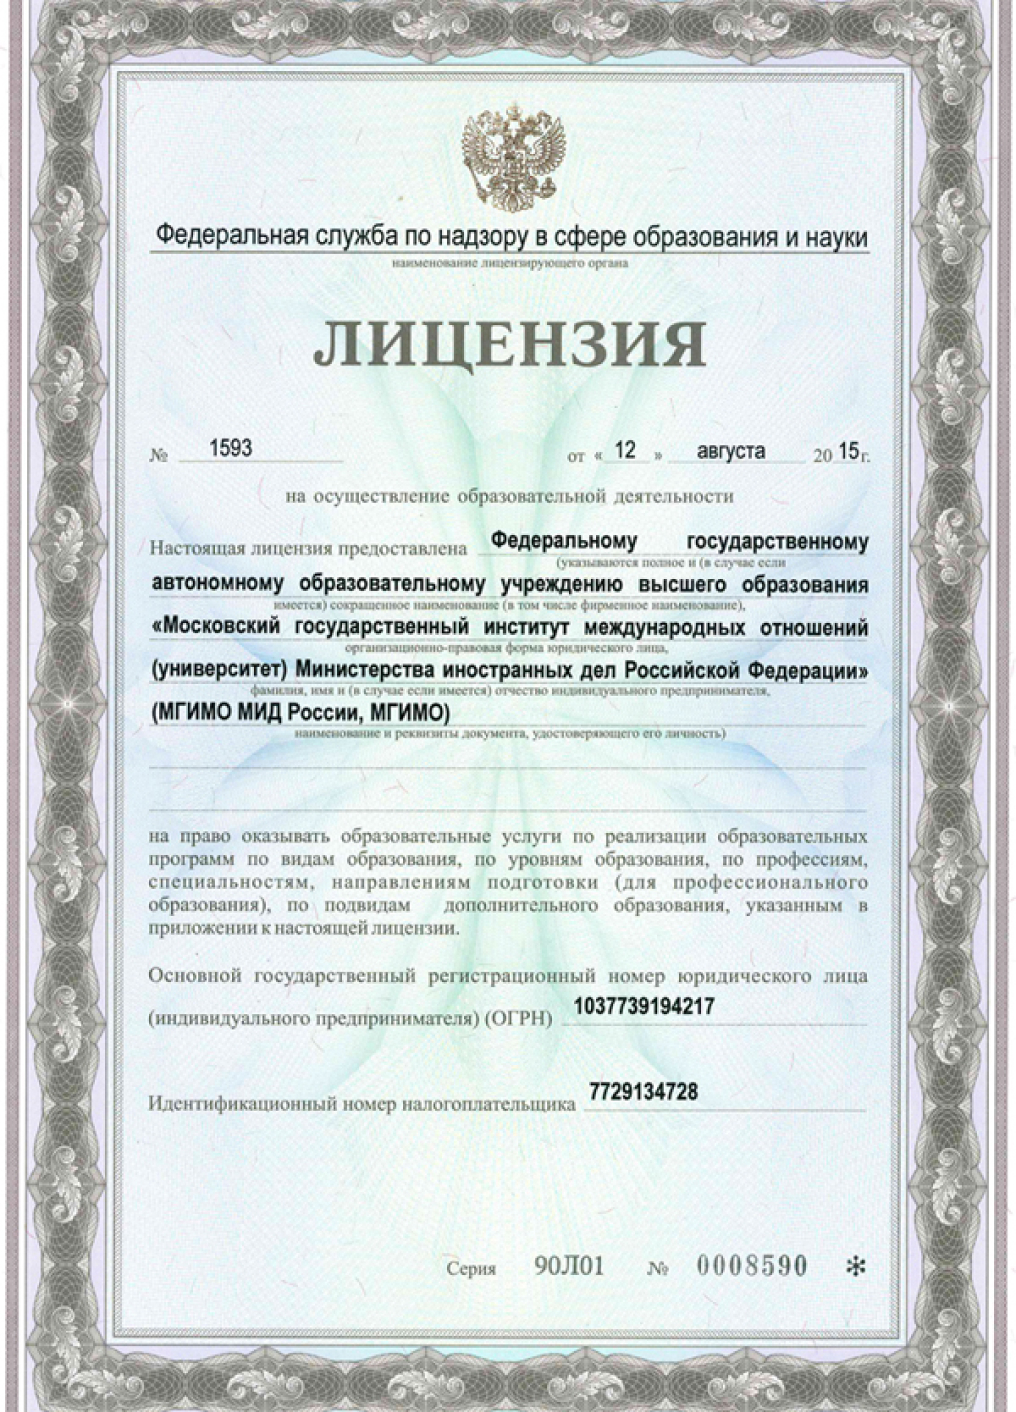 Федеральная служба по надзору в сфере образования и науки
наименование лицензирующего органа
ЛИЦЕНЗИЯ
№ 1593 от « 12 » августа 20 15 г.
на осуществление образовательной деятельности
Настоящая лицензия предоставлена Федеральному государственному
(указываются полное и (в случае если
автономному образовательному учреждению высшего образования
имеется) сокращенное наименование (в том числе фирменное наименование),
«Московский государственный институт международных отношений
организационно-правовая форма юридического лица,
(университет) Министерства иностранных дел Российской Федерации»
фамилия, имя и (в случае если имеется) отчество индивидуального предпринимателя,
(МГИМО МИД России, МГИМО)
наименование и реквизиты документа, удостоверяющего его личность)
на право оказывать образовательные услуги по реализации образовательных
программ по видам образования, по уровням образования, по профессиям,
специальностям, направлениям подготовки (для профессионального
образования), по подвидам дополнительного образования, указанным в
приложении к настоящей лицензии.
Основной государственный регистрационный номер юридического лица
(индивидуального предпринимателя) (ОГРН) 1037739194217
Идентификационный номер налогоплательщика 7729134728
Серия 90Л01 № 0008590 *